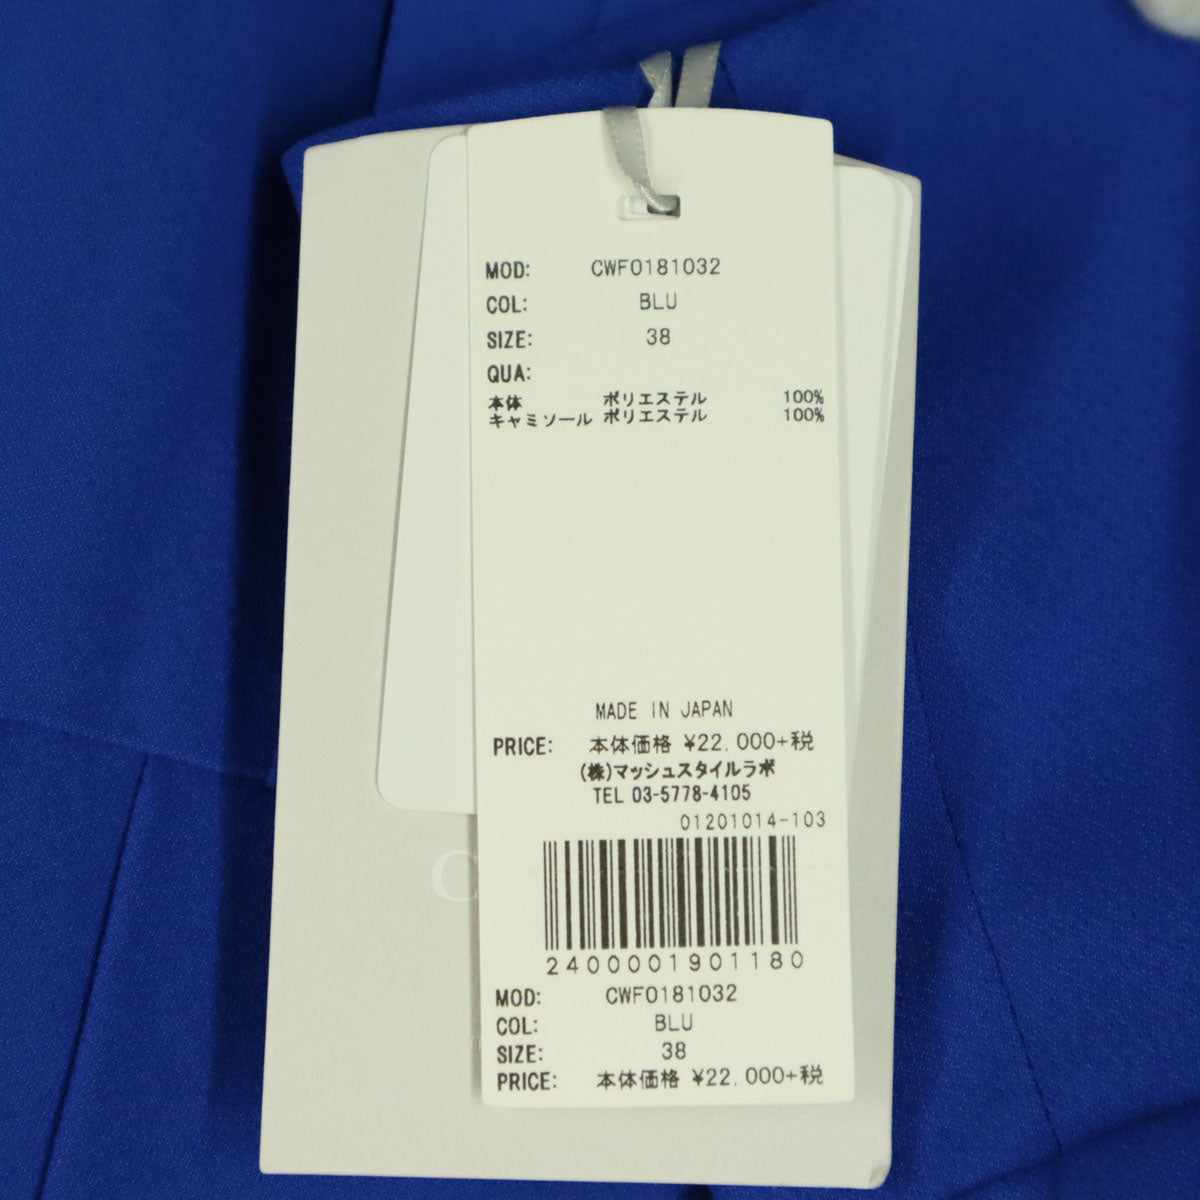 MOD: CWF0181032
COL: BLU
SIZE: 38
QUA:
本体 ポリエステル 100%
キャミソール ポリエステル 100%
MADE IN JAPAN
PRICE: 本体価格 ¥22,000+税
(株)マッシュスタイルラボ
TEL 03-5778-4105
01201014-103
2400001901180
MOD: CWF0181032
COL: BLU
SIZE: 38
PRICE: 本体価格 ¥22,000+税